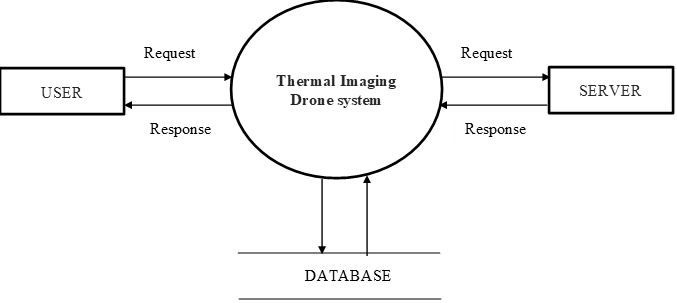 Request
Request
Thermal Imaging
Drone system
USER
SERVER
Response
Response
DATABASE